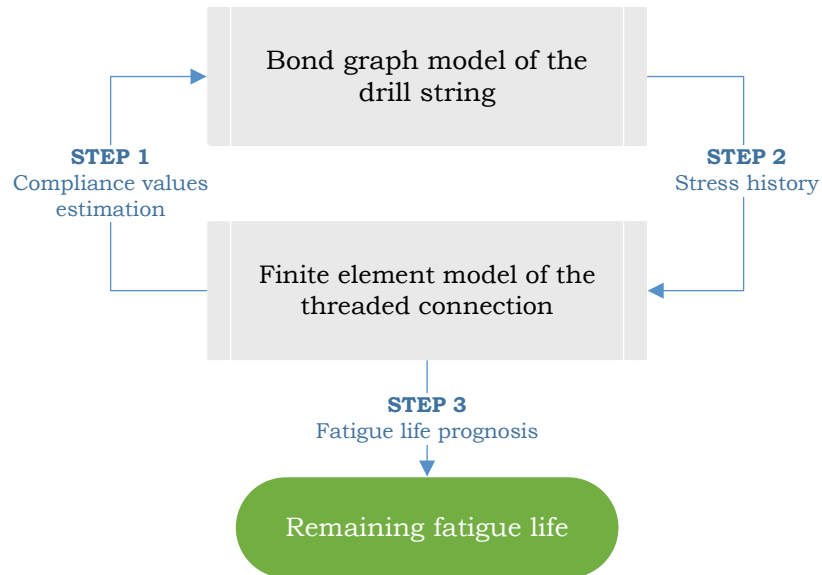 Bond graph model of the
drill string
STEP 1
Compliance values
estimation
STEP 2
Stress history
Finite element model of the
threaded connection
STEP 3
Fatigue life prognosis
Remaining fatigue life